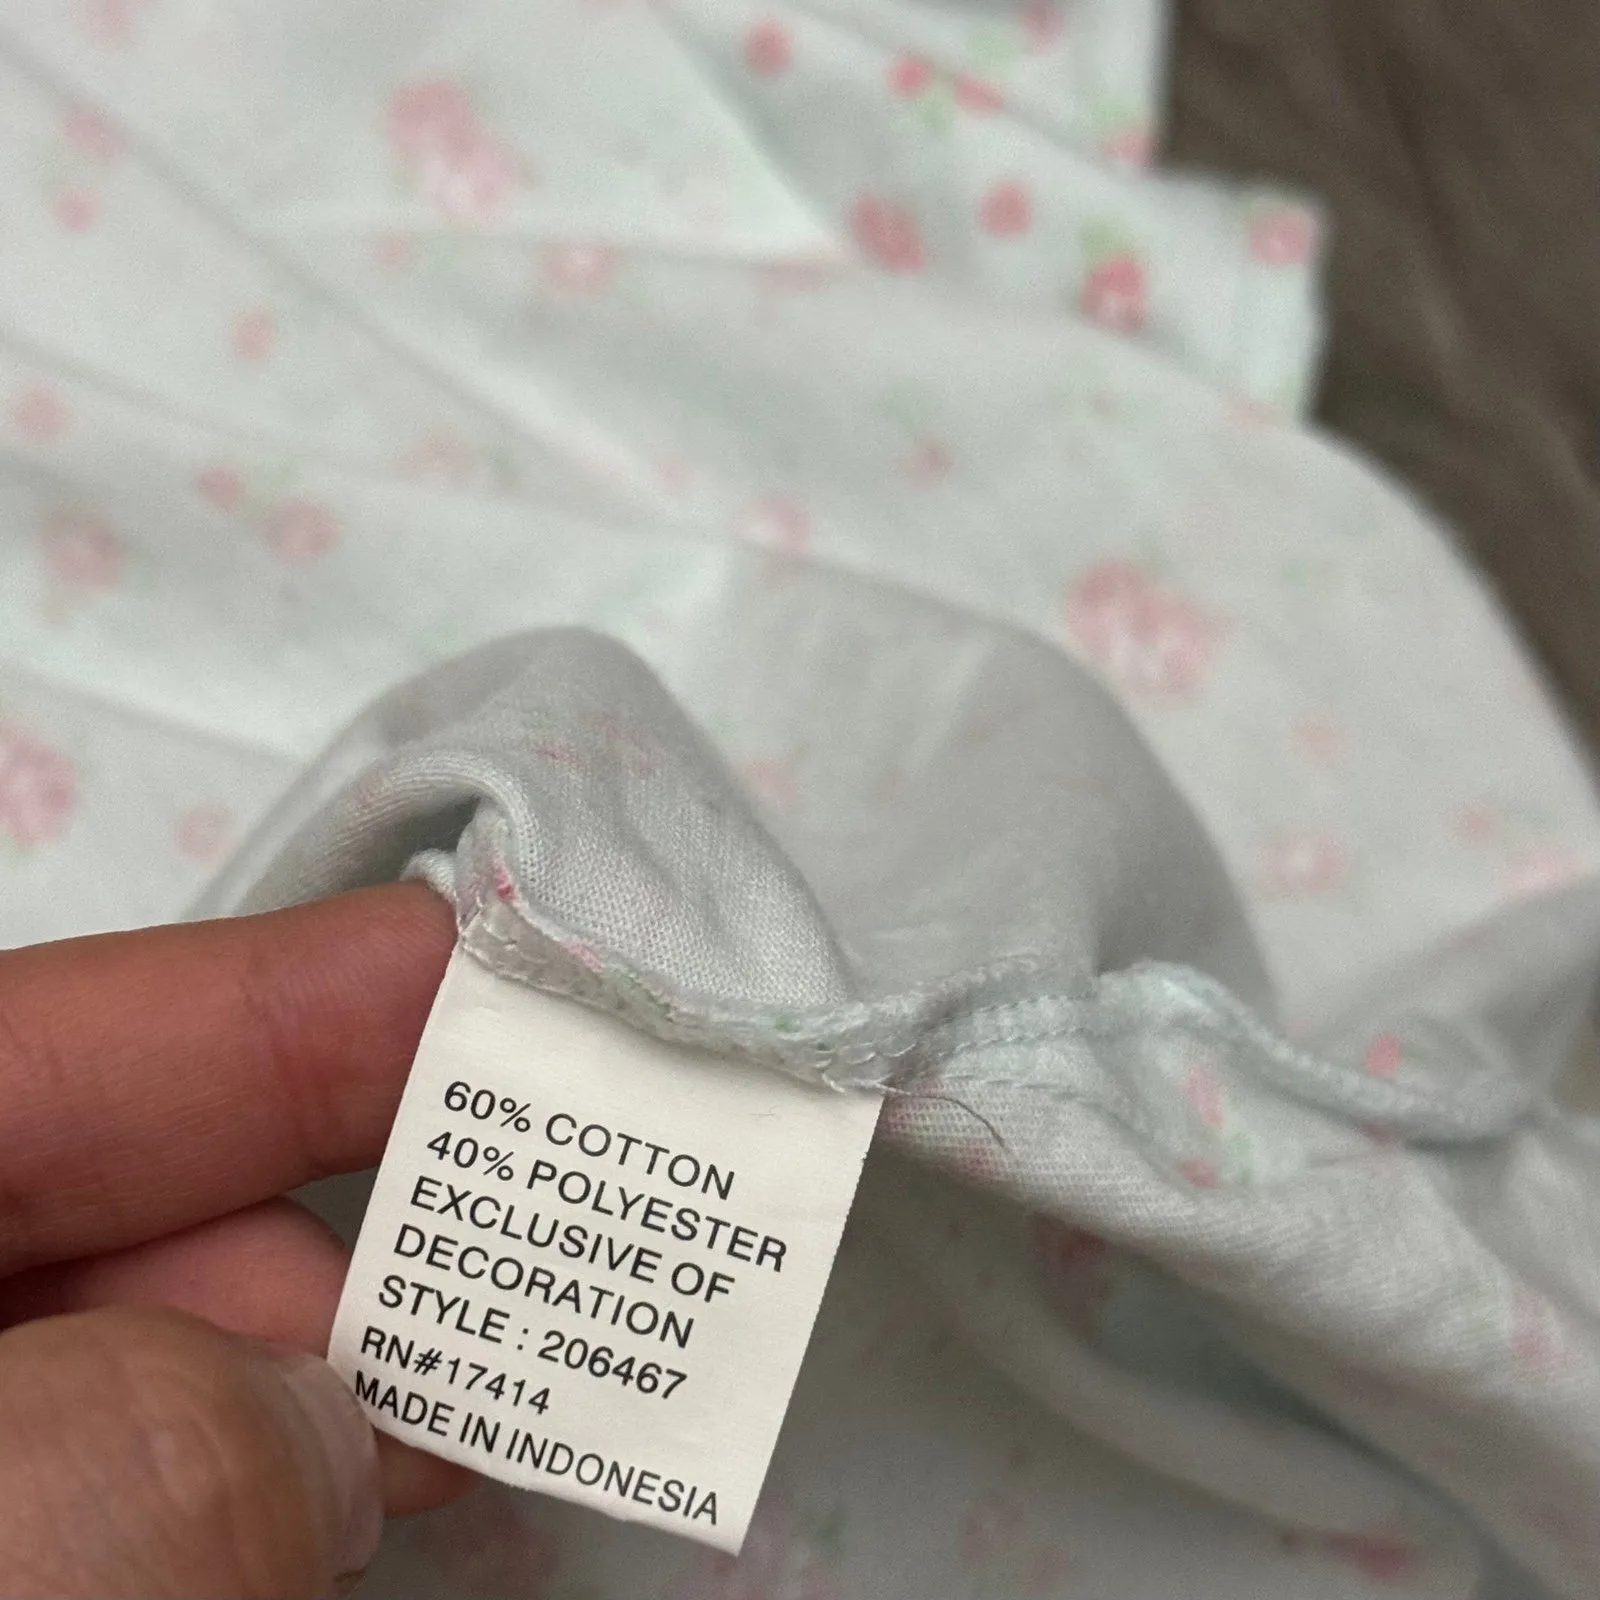 60% COTTON
40% POLYESTER
EXCLUSIVE OF
DECORATION
STYLE : 206467
RN#17414
MADE IN INDONESIA